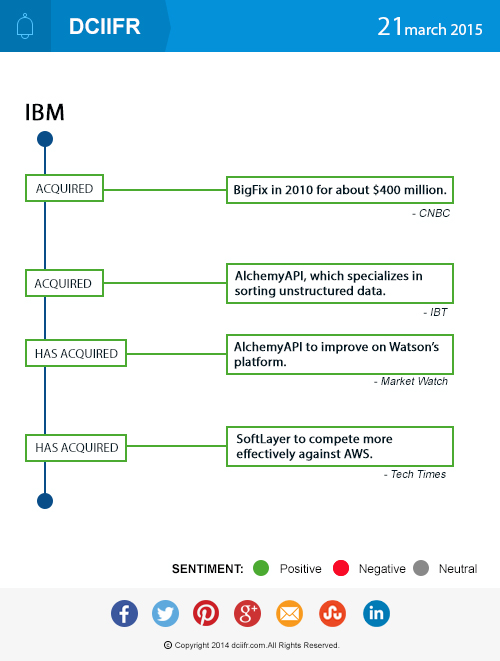 DCIIFR
21 march 2015
IBM
ACQUIRED
BigFix in 2010 for about $400 million.
- CNBC
ACQUIRED
AlchemyAPI, which specializes in
sorting unstructured data.
- IBT
HAS ACQUIRED
AlchemyAPI to improve on Watson's
platform.
- Market Watch
HAS ACQUIRED
SoftLayer to compete more
effectively against AWS.
- Tech Times
SENTIMENT: Positive Negative Neutral
f g+ in
© Copyright 2014 dciifr.com.All Rights Reserved.